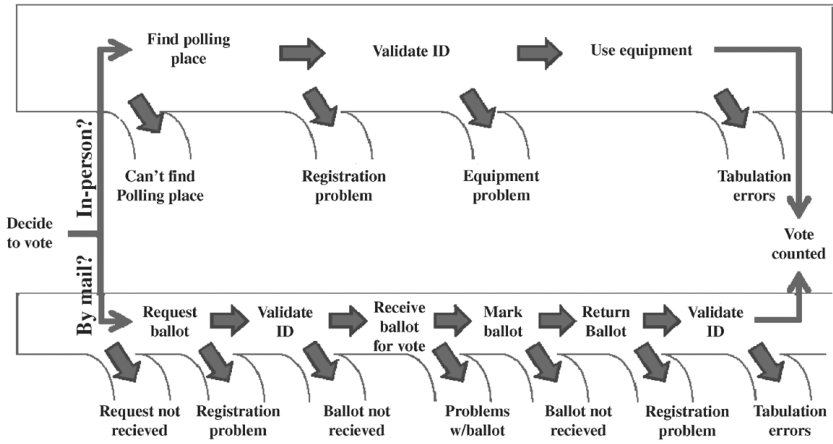 Find polling
place
Validate ID
Use equipment
Can't find
Polling place
Registration
problem
Equipment
problem
Tabulation
errors
In-person?
Decide
to vote
By mail?
Vote
counted
Request
ballot
Validate
ID
Receive
ballot
for vote
Mark
ballot
Return
Ballot
Validate
ID
Request not
recieved
Registration
problem
Ballot not
recieved
Problems
w/ballot
Ballot not
recieved
Registration
problem
Tabulation
errors